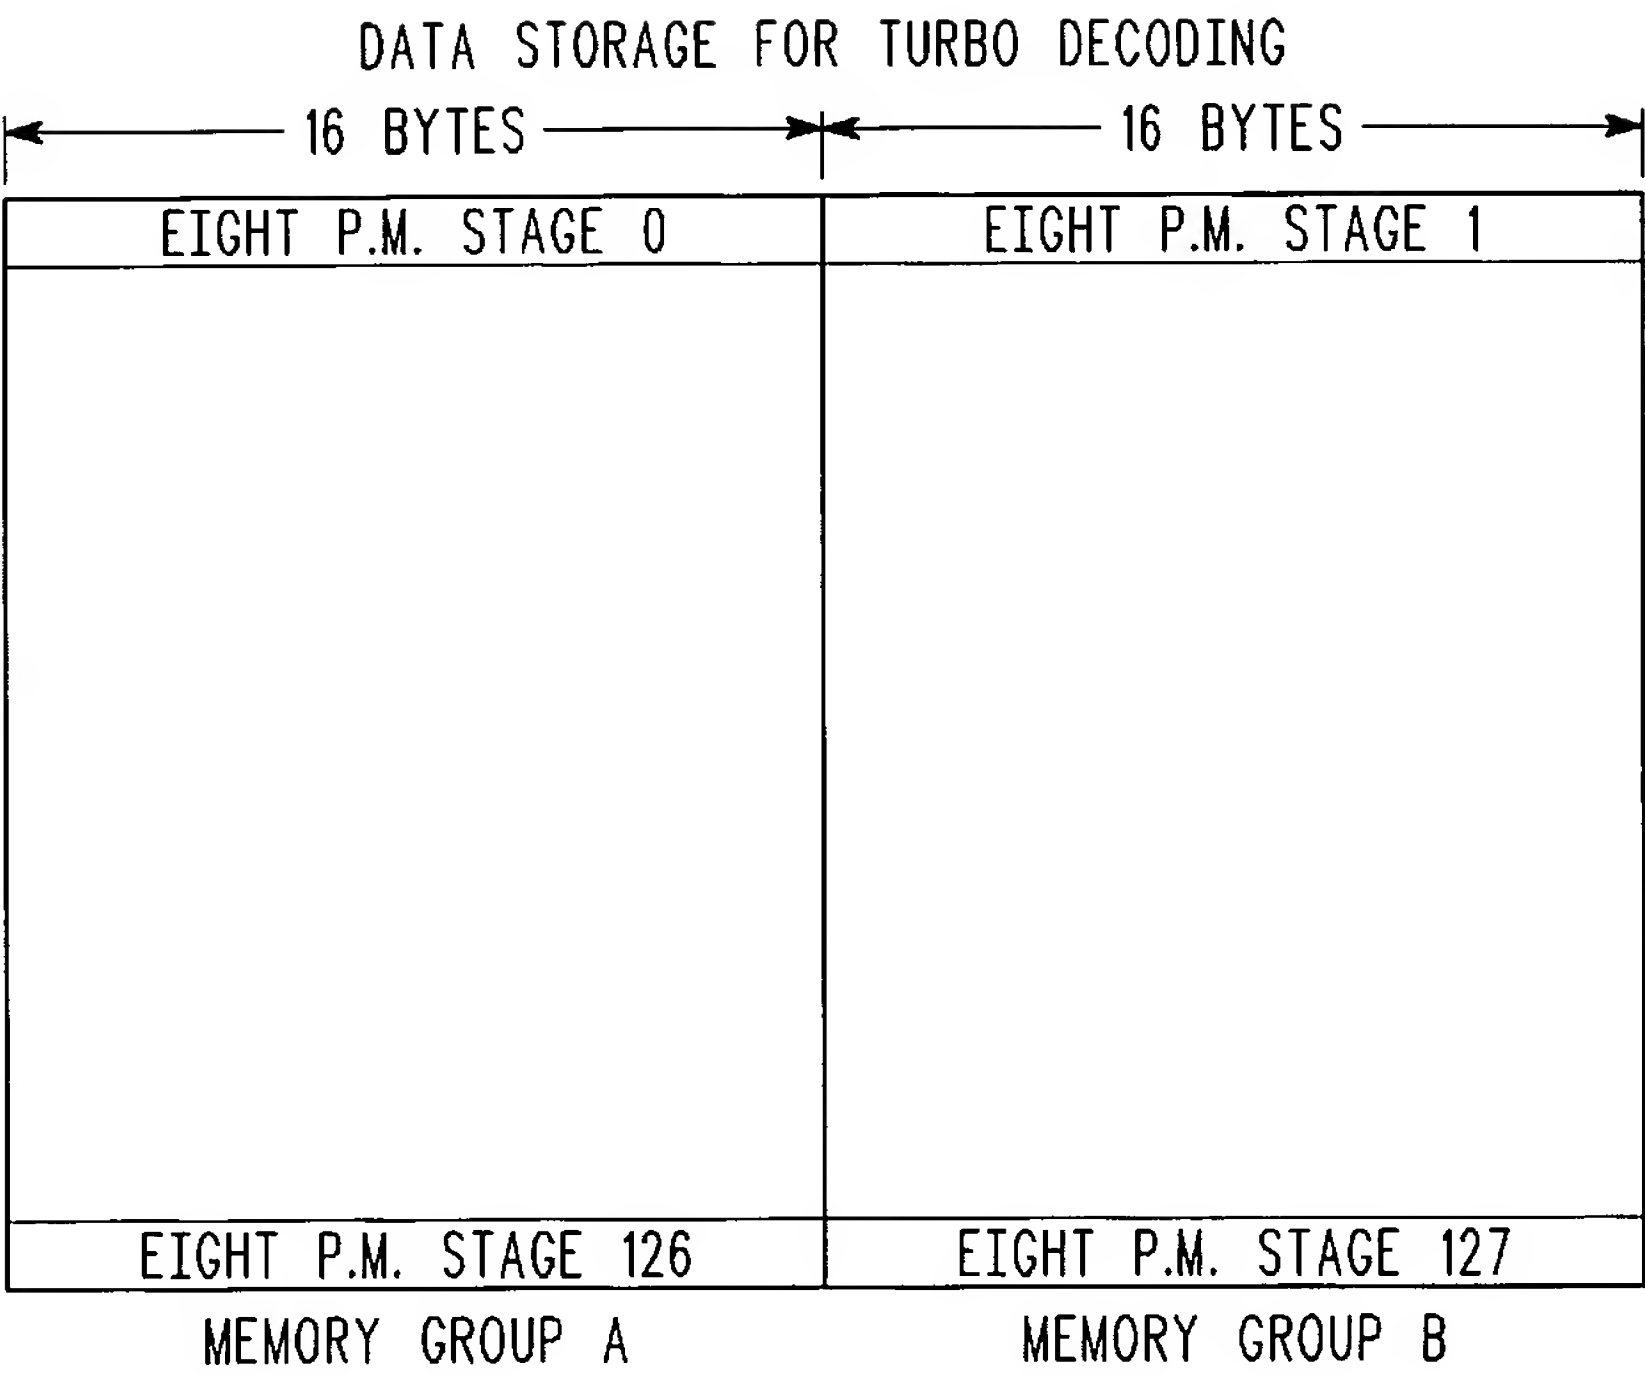 DATA STORAGE FOR TURBO DECODING
16 BYTES 16 BYTES
EIGHT P.M. STAGE 0 EIGHT P.M. STAGE 1
EIGHT P.M. STAGE 126 EIGHT P.M. STAGE 127
MEMORY GROUP A MEMORY GROUP B